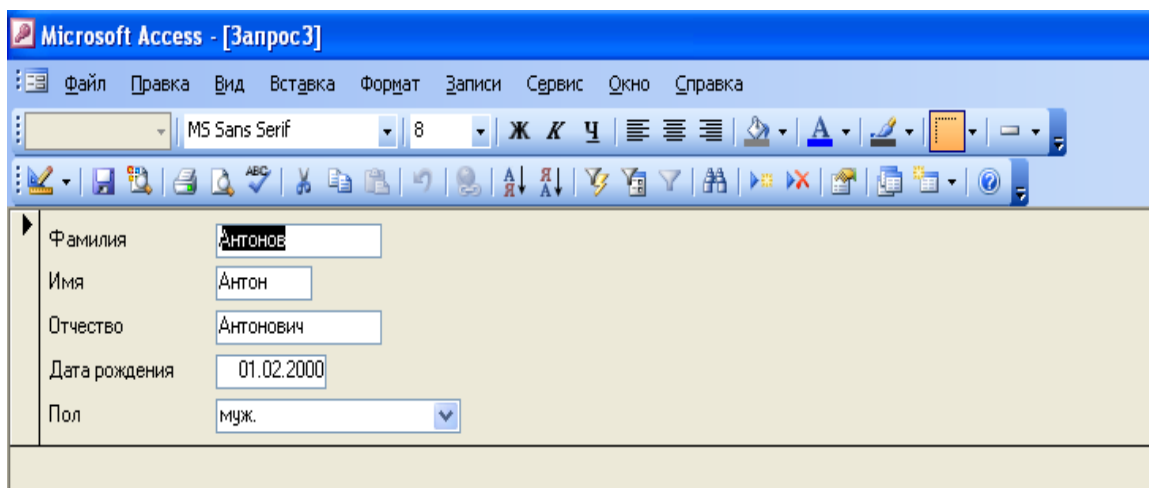 Microsoft Access - [Запрос3]
Файл Правка Вид Вставка Формат Записи Сервис Окно Справка
MS Sans Serif 8 Ж К Ч А
ABC А Я Я А
Фамилия Антонов
Имя Антон
Отчество Антонович
Дата рождения 01.02.2000
Пол муж.